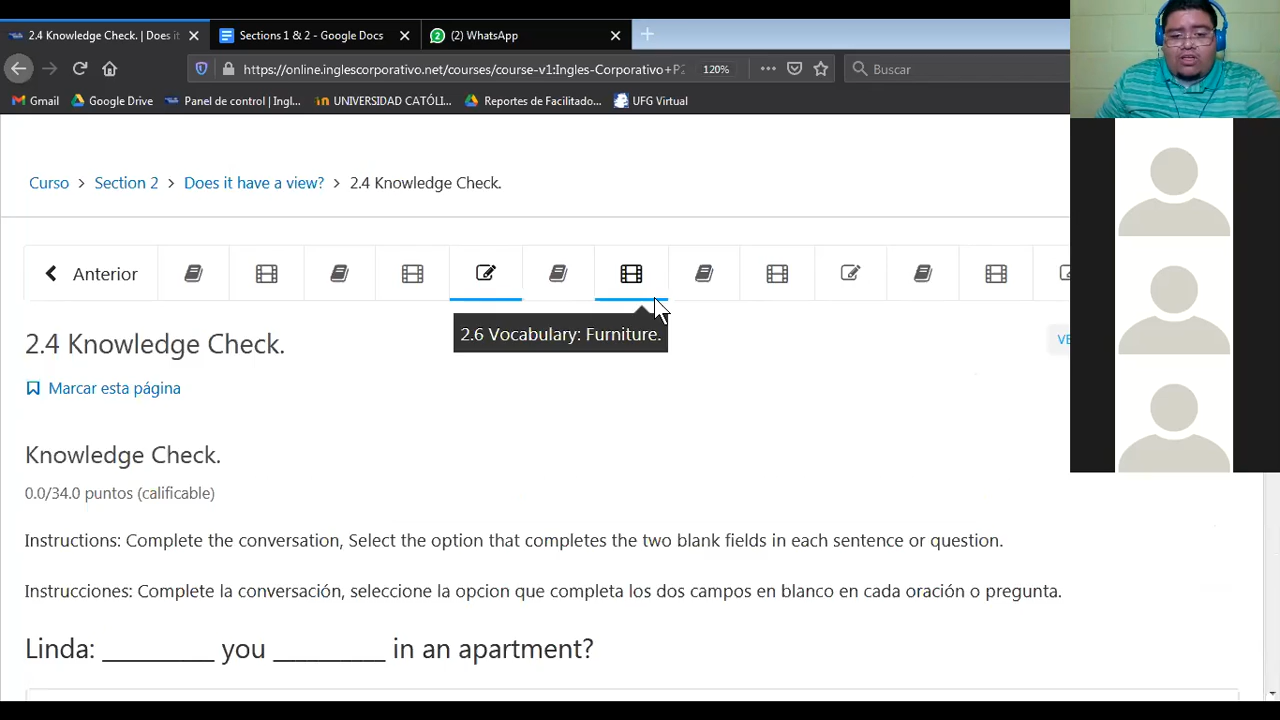 2.4 Knowledge Check. | Does it
Sections 1 & 2 - Google Docs
(2) WhatsApp
https://online.inglescorporativo.net/courses/course-v1:Ingles-Corporativo+P2
120%
Buscar
Gmail
Google Drive
Panel de control | Ingl...
UNIVERSIDAD CATÓLI...
Reportes de Facilitado...
UFG Virtual
Curso > Section 2 > Does it have a view? > 2.4 Knowledge Check.
Anterior
2.6 Vocabulary: Furniture.
2.4 Knowledge Check.
VE
Marcar esta página
Knowledge Check.
0.0/34.0 puntos (calificable)
Instructions: Complete the conversation, Select the option that completes the two blank fields in each sentence or question.
Instrucciones: Complete la conversación, seleccione la opcion que completa los dos campos en blanco en cada oración o pregunta.
Linda: __________ you __________ in an apartment?